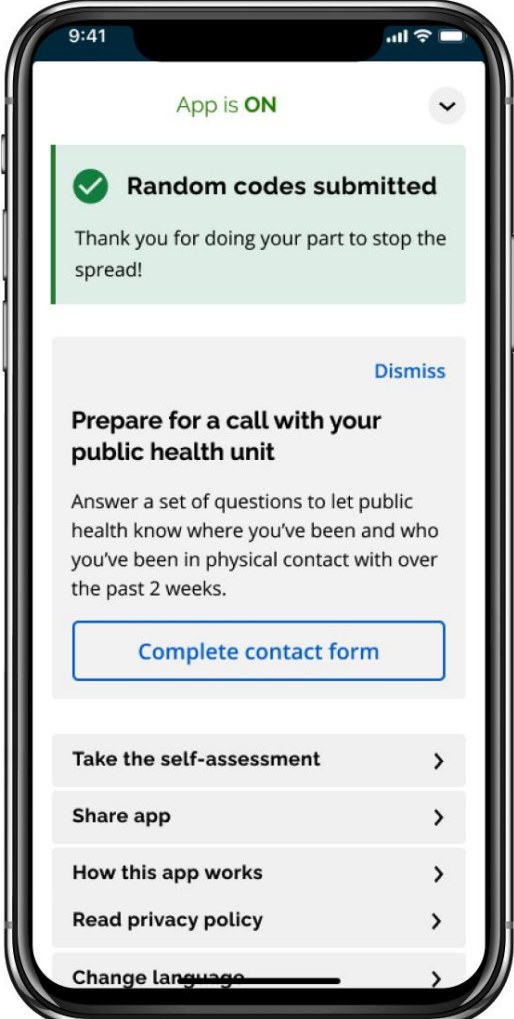 9:41
App is ON
Random codes submitted
Thank you for doing your part to stop the
spread!
Dismiss
Prepare for a call with your
public health unit
Answer a set of questions to let public
health know where you’ve been and who
you’ve been in physical contact with over
the past 2 weeks.
Complete contact form
Take the self-assessment
Share app
How this app works
Read privacy policy
Change language